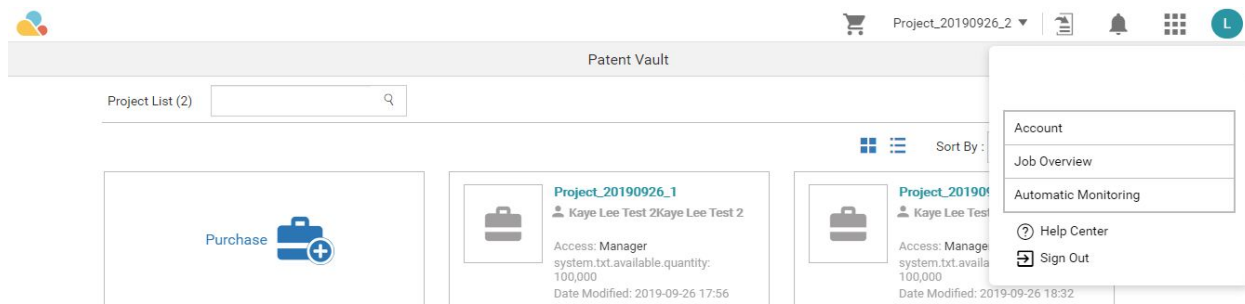 Project_20190926_2 ▼
L
Patent Vault
Project List (2)
Sort By :
Account
Job Overview
Automatic Monitoring
? Help Center
Sign Out
Purchase
Project_20190926_1
Kaye Lee Test 2Kaye Lee Test 2
Access: Manager
system.txt.available.quantity:
100,000
Date Modified: 2019-09-26 17:56
Project_20190
Kaye Lee Test
Access: Manage
system.txt.availa
100,000
Date Modified: 2019-09-26 18:32